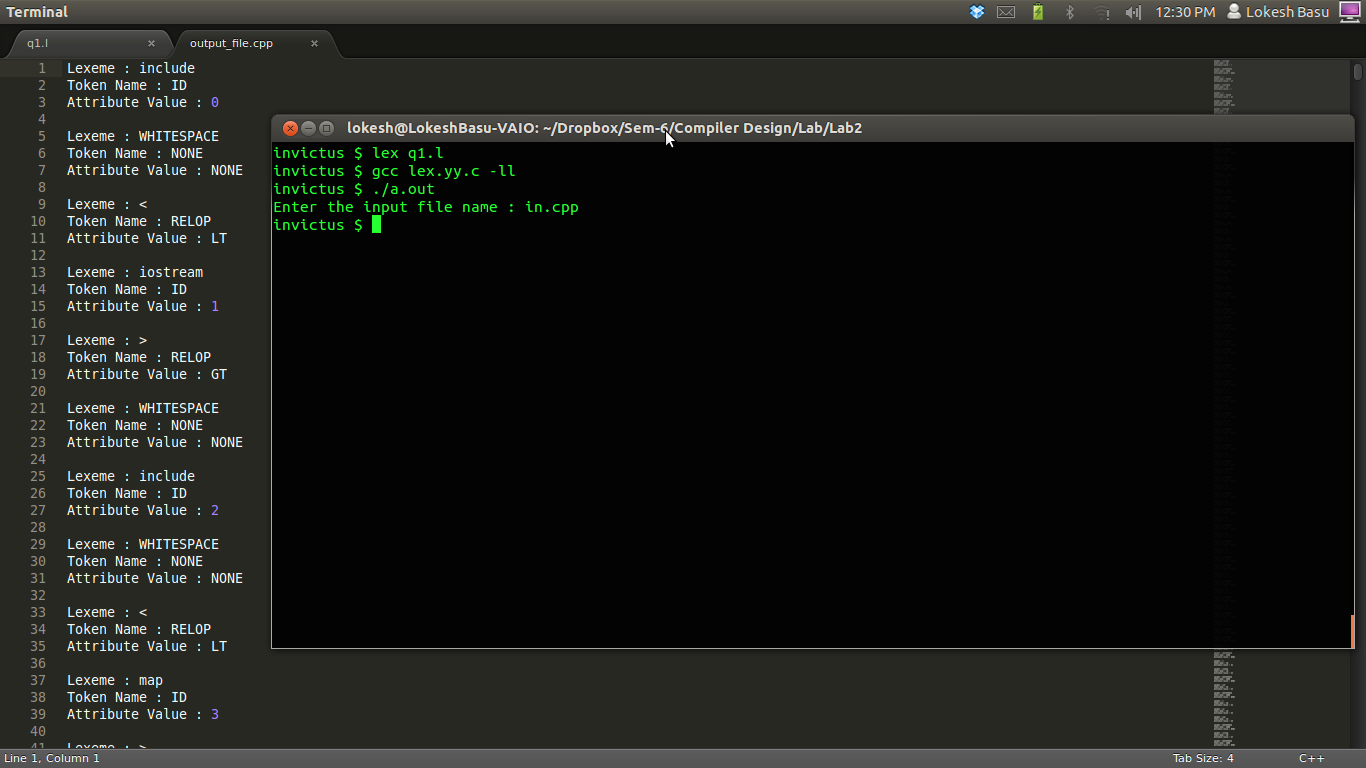 Terminal
12:30 PM
Lokesh Basu
q1.l
output_file.cpp
1 Lexeme : include
2 Token Name : ID
3 Attribute Value : 0
4
5 Lexeme : WHITESPACE
6 Token Name : NONE
7 Attribute Value : NONE
8
9 Lexeme : <
10 Token Name : RELOP
11 Attribute Value : LT
12
13 Lexeme : iostream
14 Token Name : ID
15 Attribute Value : 1
16
17 Lexeme : >
18 Token Name : RELOP
19 Attribute Value : GT
20
21 Lexeme : WHITESPACE
22 Token Name : NONE
23 Attribute Value : NONE
24
25 Lexeme : include
26 Token Name : ID
27 Attribute Value : 2
28
29 Lexeme : WHITESPACE
30 Token Name : NONE
31 Attribute Value : NONE
32
33 Lexeme : <
34 Token Name : RELOP
35 Attribute Value : LT
36
37 Lexeme : map
38 Token Name : ID
39 Attribute Value : 3
40
41 Lexeme : >
lokesh@LokeshBasu-VAIO: ~/Dropbox/Sem-6/Compiler Design/Lab/Lab2
invictus $ lex q1.l
invictus $ gcc lex.yy.c -ll
invictus $ ./a.out
Enter the input file name : in.cpp
invictus $
Line 1, Column 1
Tab Size: 4
C++